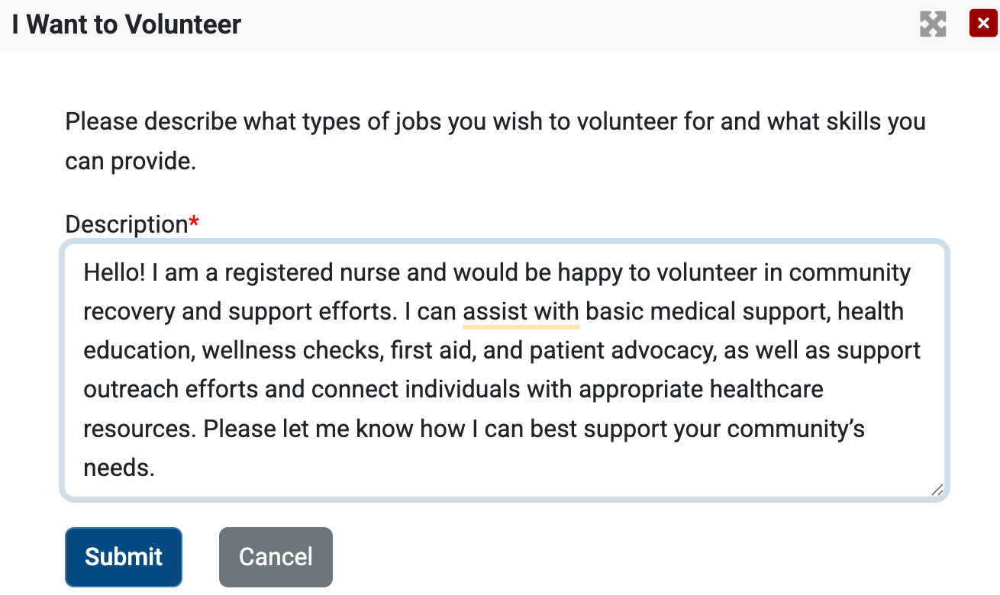 I Want to Volunteer
Please describe what types of jobs you wish to volunteer for and what skills you
can provide.
Description*
Hello! I am a registered nurse and would be happy to volunteer in community
recovery and support efforts. I can assist with basic medical support, health
education, wellness checks, first aid, and patient advocacy, as well as support
outreach efforts and connect individuals with appropriate healthcare
resources. Please let me know how I can best support your community’s
needs.
Submit Cancel